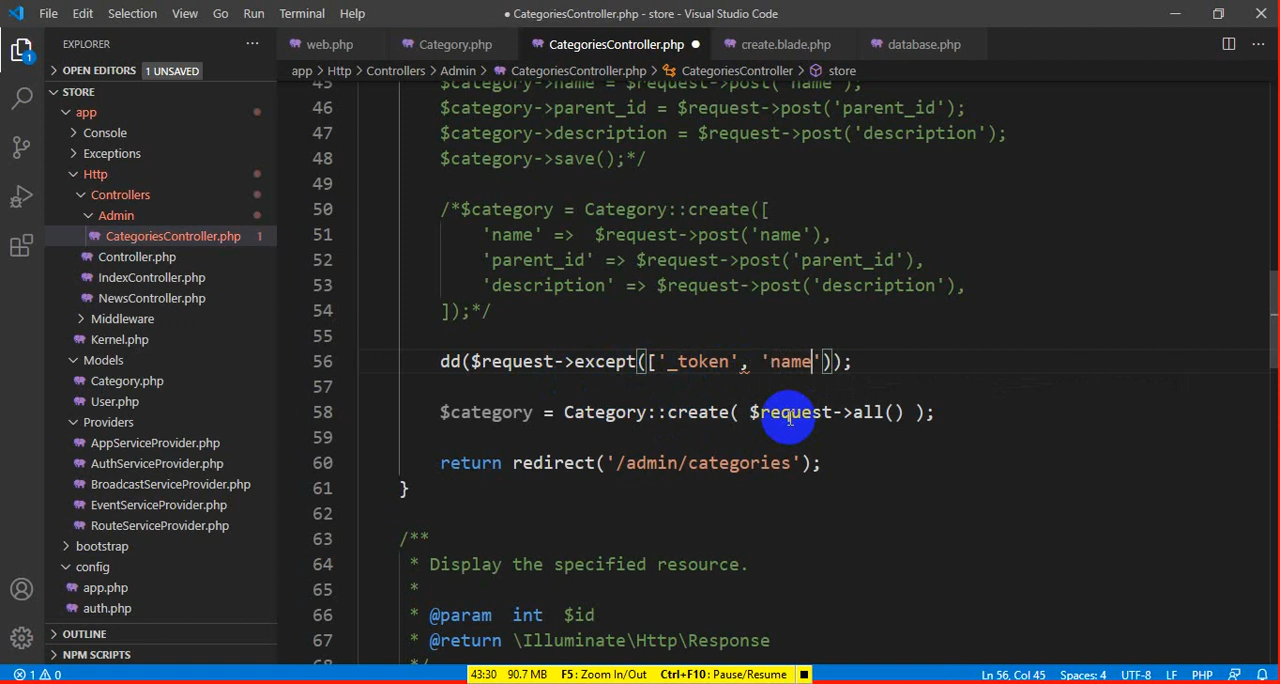 File Edit Selection View Go Run Terminal Help
● CategoriesController.php - store - Visual Studio Code
EXPLORER
web.php Category.php CategoriesController.php create.blade.php database.php
OPEN EDITORS 1 UNSAVED
app > Http > Controllers > Admin > CategoriesController.php > CategoriesController > store
STORE
app
Console
Exceptions
Http
Controllers
Admin
CategoriesController.php 1
Controller.php
IndexController.php
NewsController.php
Middleware
Kernel.php
Models
Category.php
User.php
Providers
AppServiceProvider.php
AuthServiceProvider.php
BroadcastServiceProvider.php
EventServiceProvider.php
RouteServiceProvider.php
bootstrap
config
app.php
auth.php
OUTLINE
NPM SCRIPTS
45 $category->name = $request->post('name');
46 $category->parent_id = $request->post('parent_id');
47 $category->description = $request->post('description');
48 $category->save();*/
49
50 /*$category = Category::create([
51 'name' => $request->post('name'),
52 'parent_id' => $request->post('parent_id'),
53 'description' => $request->post('description'),
54 ]);*/
55
56 dd($request->except(['_token', 'name'));
57
58 $category = Category::create( $request->all() );
59
60 return redirect('/admin/categories');
61 }
62
63 /**
64 * Display the specified resource.
65 *
66 * @param int $id
67 * @return \Illuminate\Http\Response
68 */
1 0
43:30 90.7 MB F5: Zoom In/Out Ctrl+F10: Pause/Resume
Ln 56, Col 45 Spaces: 4 UTF-8 LF PHP